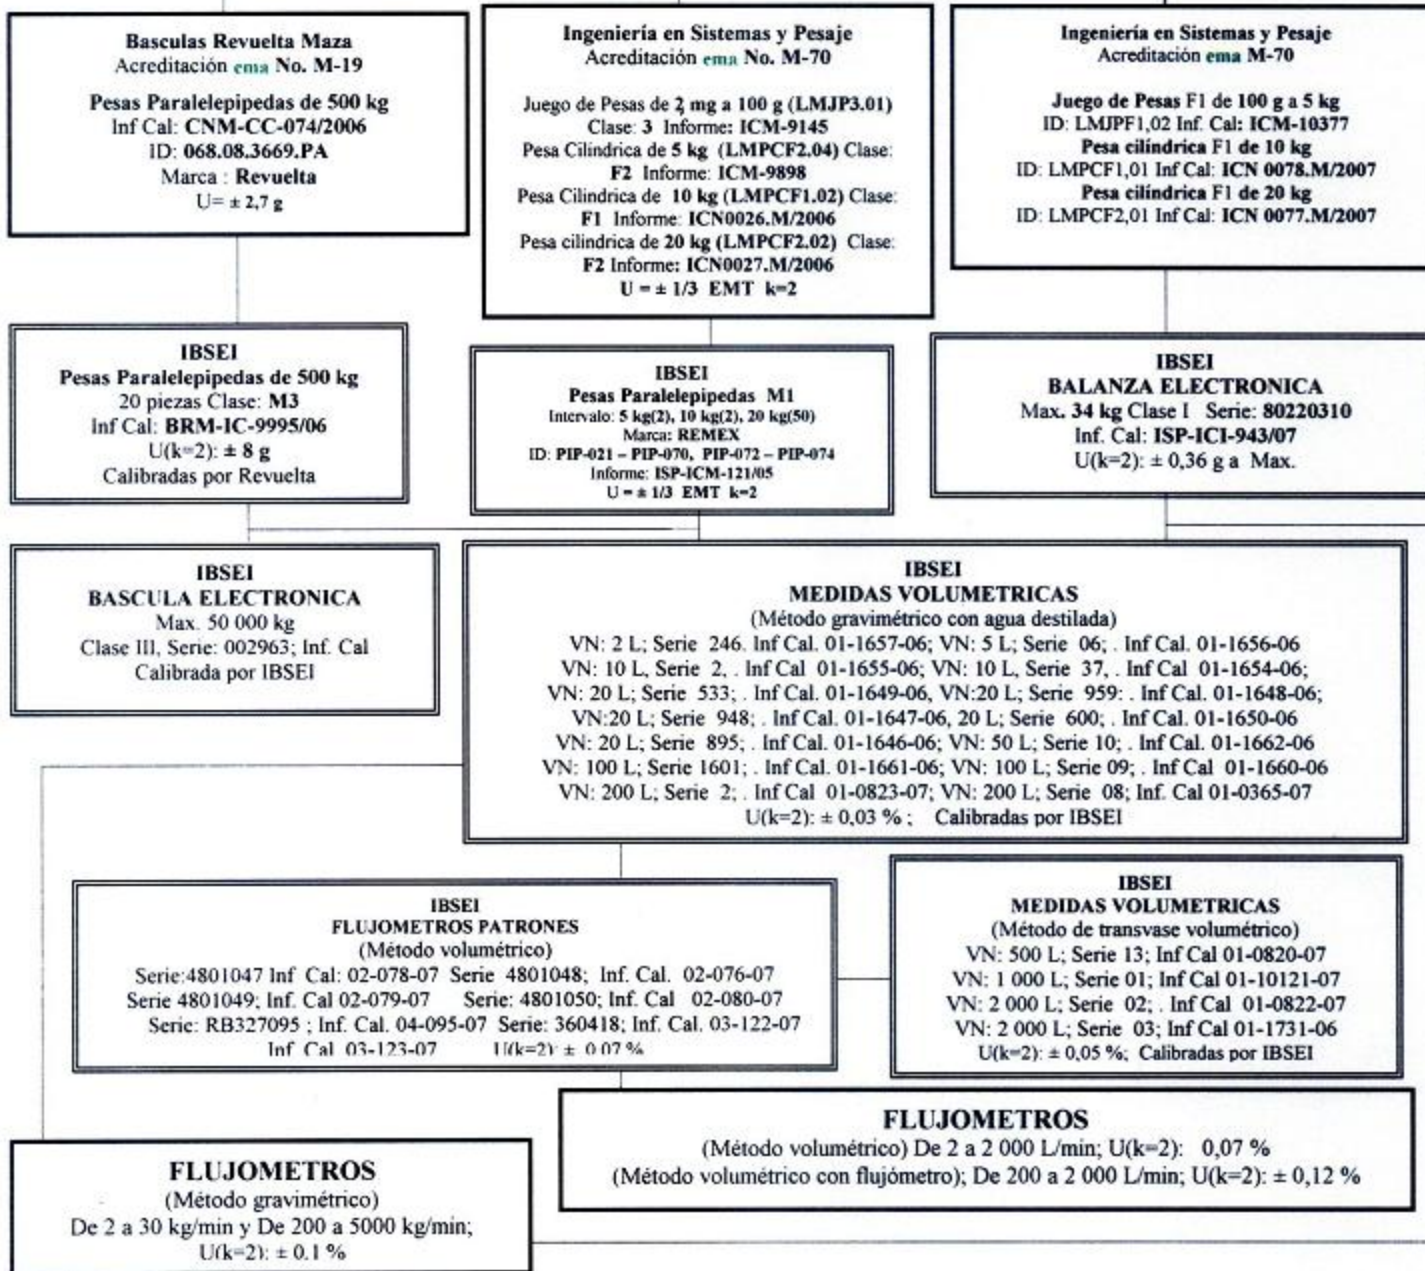 Basculas Revuelta Maza
Acreditación ema No. M-19
Pesas Paralelepipedas de 500 kg
Inf Cal: CNM-CC-074/2006
ID: 068.08.3669.PA
Marca : Revuelta
U= ± 2,7 g
Ingeniería en Sistemas y Pesaje
Acreditación ema No. M-70
Juego de Pesas de 2 mg a 100 g (LMJP3.01)
Clase: 3 Informe: ICM-9145
Pesa Cilindrica de 5 kg (LMPCF2.04) Clase:
F2 Informe: ICM-9898
Pesa Cilindrica de 10 kg (LMPCF1.02) Clase:
F1 Informe: ICN0026.M/2006
Pesa cilindrica de 20 kg (LMPCF2.02) Clase:
F2 Informe: ICN0027.M/2006
U = ± 1/3 EMT k=2
Ingeniería en Sistemas y Pesaje
Acreditación ema M-70
Juego de Pesas F1 de 100 g a 5 kg
ID: LMJPF1,02 Inf. Cal: ICM-10377
Pesa cilíndrica F1 de 10 kg
ID: LMPCF1,01 Inf Cal: ICN 0078.M/2007
Pesa cilíndrica F1 de 20 kg
ID: LMPCF2,01 Inf Cal: ICN 0077.M/2007
IBSEI
Pesas Paralelepipedas de 500 kg
20 piezas Clase: M3
Inf Cal: BRM-IC-9995/06
U(k=2): ± 8 g
Calibradas por Revuelta
IBSEI
Pesas Paralelepipedas M1
Intervalo: 5 kg(2), 10 kg(2), 20 kg(50)
Marca: REMEX
ID: PIP-021 – PIP-070, PIP-072 – PIP-074
Informe: ISP-ICM-121/05
U = ± 1/3 EMT k=2
IBSEI
BALANZA ELECTRONICA
Max. 34 kg Clase I Serie: 80220310
Inf. Cal: ISP-ICI-943/07
U(k=2): ± 0,36 g a Max.
IBSEI
BASCULA ELECTRONICA
Max. 50 000 kg
Clase III, Serie: 002963; Inf. Cal
Calibrada por IBSEI
IBSEI
MEDIDAS VOLUMETRICAS
(Método gravimétrico con agua destilada)
VN: 2 L; Serie 246. Inf Cal. 01-1657-06; VN: 5 L; Serie 06; . Inf Cal. 01-1656-06
VN: 10 L, Serie 2, . Inf Cal 01-1655-06; VN: 10 L, Serie 37, . Inf Cal 01-1654-06;
VN: 20 L; Serie 533; . Inf Cal. 01-1649-06, VN:20 L; Serie 959: . Inf Cal. 01-1648-06;
VN:20 L; Serie 948; . Inf Cal. 01-1647-06, 20 L; Serie 600; . Inf Cal. 01-1650-06
VN: 20 L; Serie 895; . Inf Cal. 01-1646-06; VN: 50 L; Serie 10; . Inf Cal. 01-1662-06
VN: 100 L; Serie 1601; . Inf Cal. 01-1661-06; VN: 100 L; Serie 09; . Inf Cal 01-1660-06
VN: 200 L; Serie 2; . Inf Cal 01-0823-07; VN: 200 L; Serie 08; Inf. Cal 01-0365-07
U(k=2): ± 0,03 % ; Calibradas por IBSEI
IBSEI
FLUJOMETROS PATRONES
(Método volumétrico)
Serie:4801047 Inf Cal: 02-078-07 Serie 4801048; Inf. Cal. 02-076-07
Serie 4801049; Inf. Cal 02-079-07 Serie: 4801050; Inf. Cal 02-080-07
Serie: RB327095 ; Inf. Cal. 04-095-07 Serie: 360418; Inf. Cal. 03-122-07
Inf Cal 03-123-07 U(k=2): ± 0,07 %
IBSEI
MEDIDAS VOLUMETRICAS
(Método de transvase volumétrico)
VN: 500 L; Serie 13; Inf Cal 01-0820-07
VN: 1 000 L; Serie 01; Inf Cal 01-10121-07
VN: 2 000 L; Serie 02; . Inf Cal 01-0822-07
VN: 2 000 L; Serie 03; Inf Cal 01-1731-06
U(k=2): ± 0,05 %; Calibradas por IBSEI
FLUJOMETROS
(Método volumétrico) De 2 a 2 000 L/min; U(k=2): 0,07 %
(Método volumétrico con flujómetro); De 200 a 2 000 L/min; U(k=2): ± 0,12 %
FLUJOMETROS
(Método gravimétrico)
De 2 a 30 kg/min y De 200 a 5000 kg/min;
U(k=2): ± 0.1 %